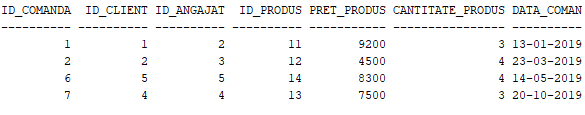 ID_COMANDA ID_CLIENT ID_ANGAJAT ID_PRODUS PRET_PRODUS CANTITATE_PRODUS DATA_COMAN
---------- ---------- ---------- ---------- ----------- ---------------- ----------
1 1 2 11 9200 3 13-01-2019
2 2 3 12 4500 4 23-03-2019
6 5 5 14 8300 4 14-05-2019
7 4 4 13 7500 3 20-10-2019